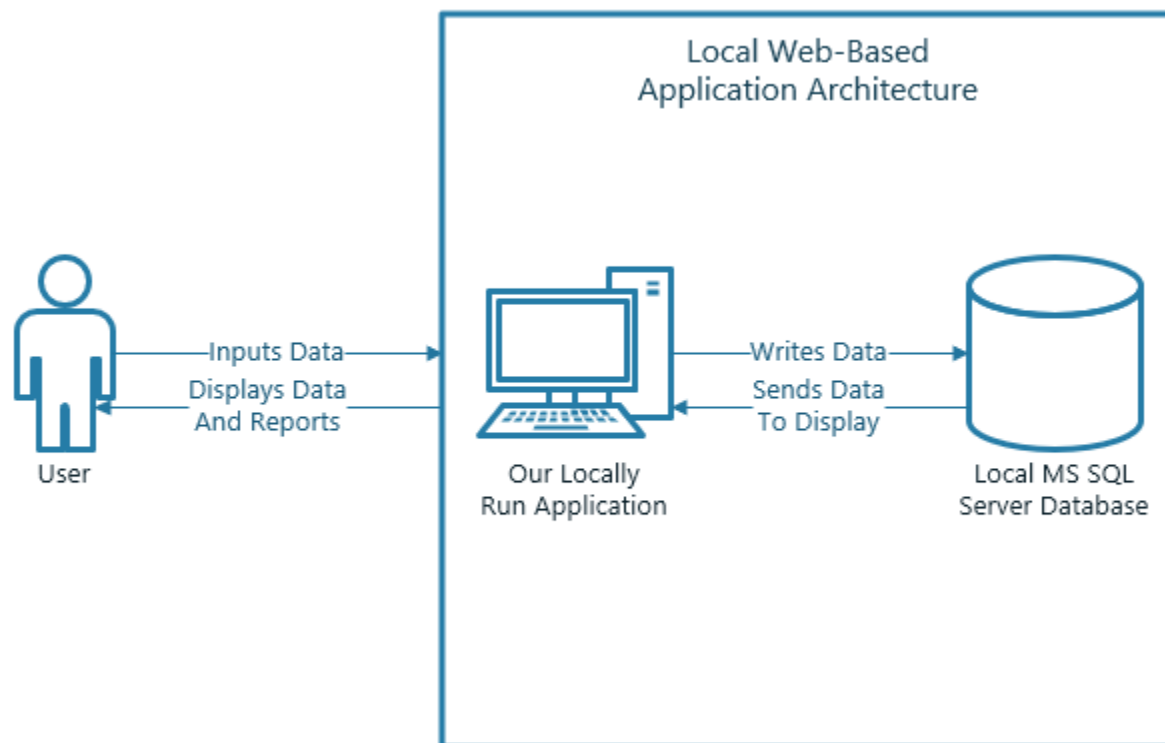 Local Web-Based
Application Architecture
Inputs Data
Displays Data
And Reports
Writes Data
Sends Data
To Display
User
Our Locally
Run Application
Local MS SQL
Server Database